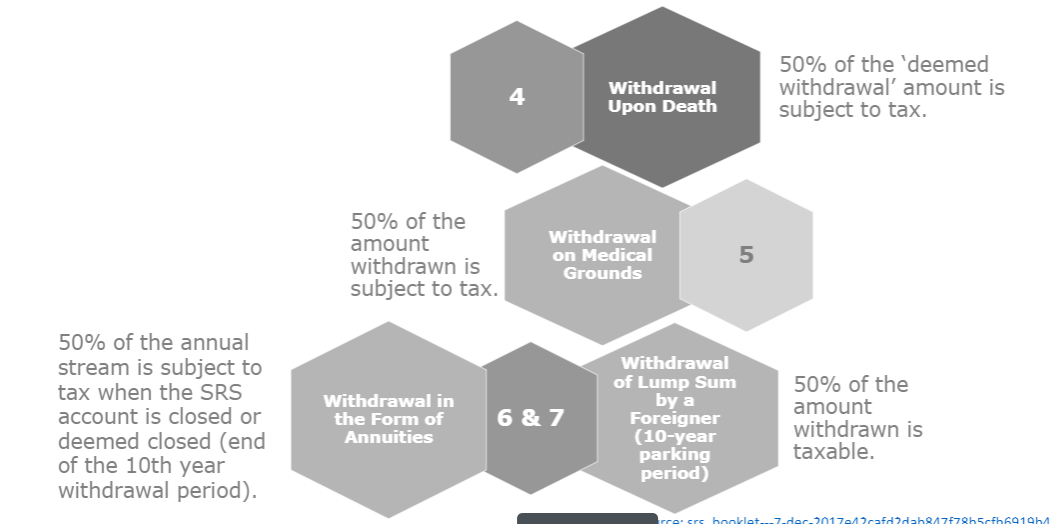 4
Withdrawal
Upon Death
50% of the ‘deemed
withdrawal’ amount is
subject to tax.
50% of the
amount
withdrawn is
subject to tax.
Withdrawal
on Medical
Grounds
5
50% of the annual
stream is subject to
tax when the SRS
account is closed or
deemed closed (end
of the 10th year
withdrawal period).
Withdrawal in
the Form of
Annuities
6 & 7
Withdrawal
of Lump Sum
by a
Foreigner
(10-year
parking
period)
50% of the
amount
withdrawn is
taxable.